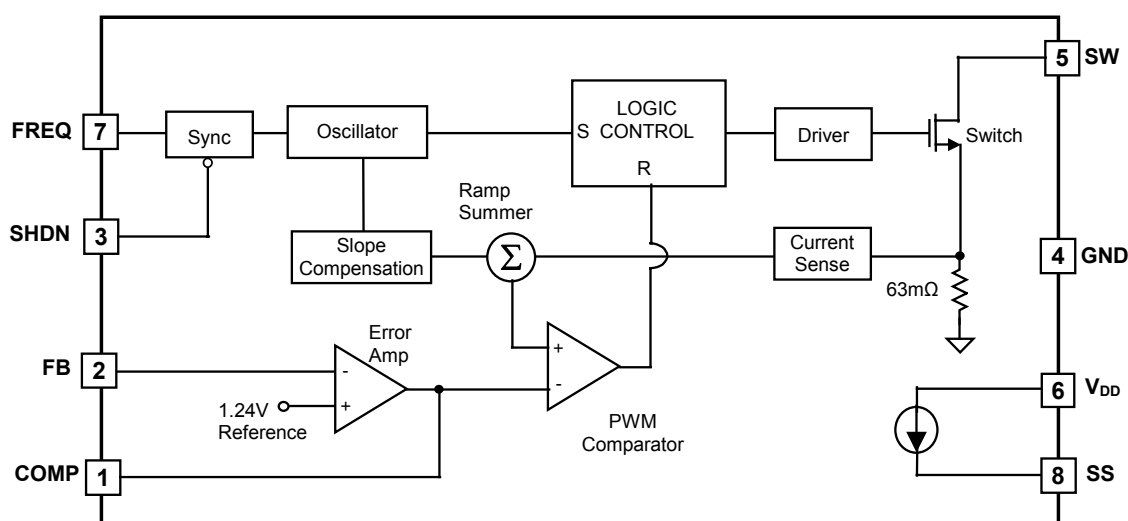 5 SW
LOGIC
S CONTROL
R
FREQ 7
Sync
Oscillator
Driver
Switch
Ramp
Summer
SHDN 3
Slope
Compensation
Σ
Current
Sense
4 GND
63mΩ
Error
Amp
FB 2
-
+
+
-
1.24V
Reference
PWM
Comparator
6 VDD
COMP 1
8 SS